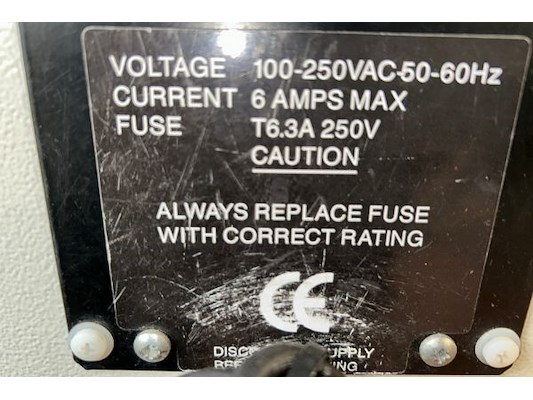 VOLTAGE 100-250VAC-50-60Hz
CURRENT 6 AMPS MAX
FUSE T6.3A 250V
CAUTION
ALWAYS REPLACE FUSE
WITH CORRECT RATING
CE